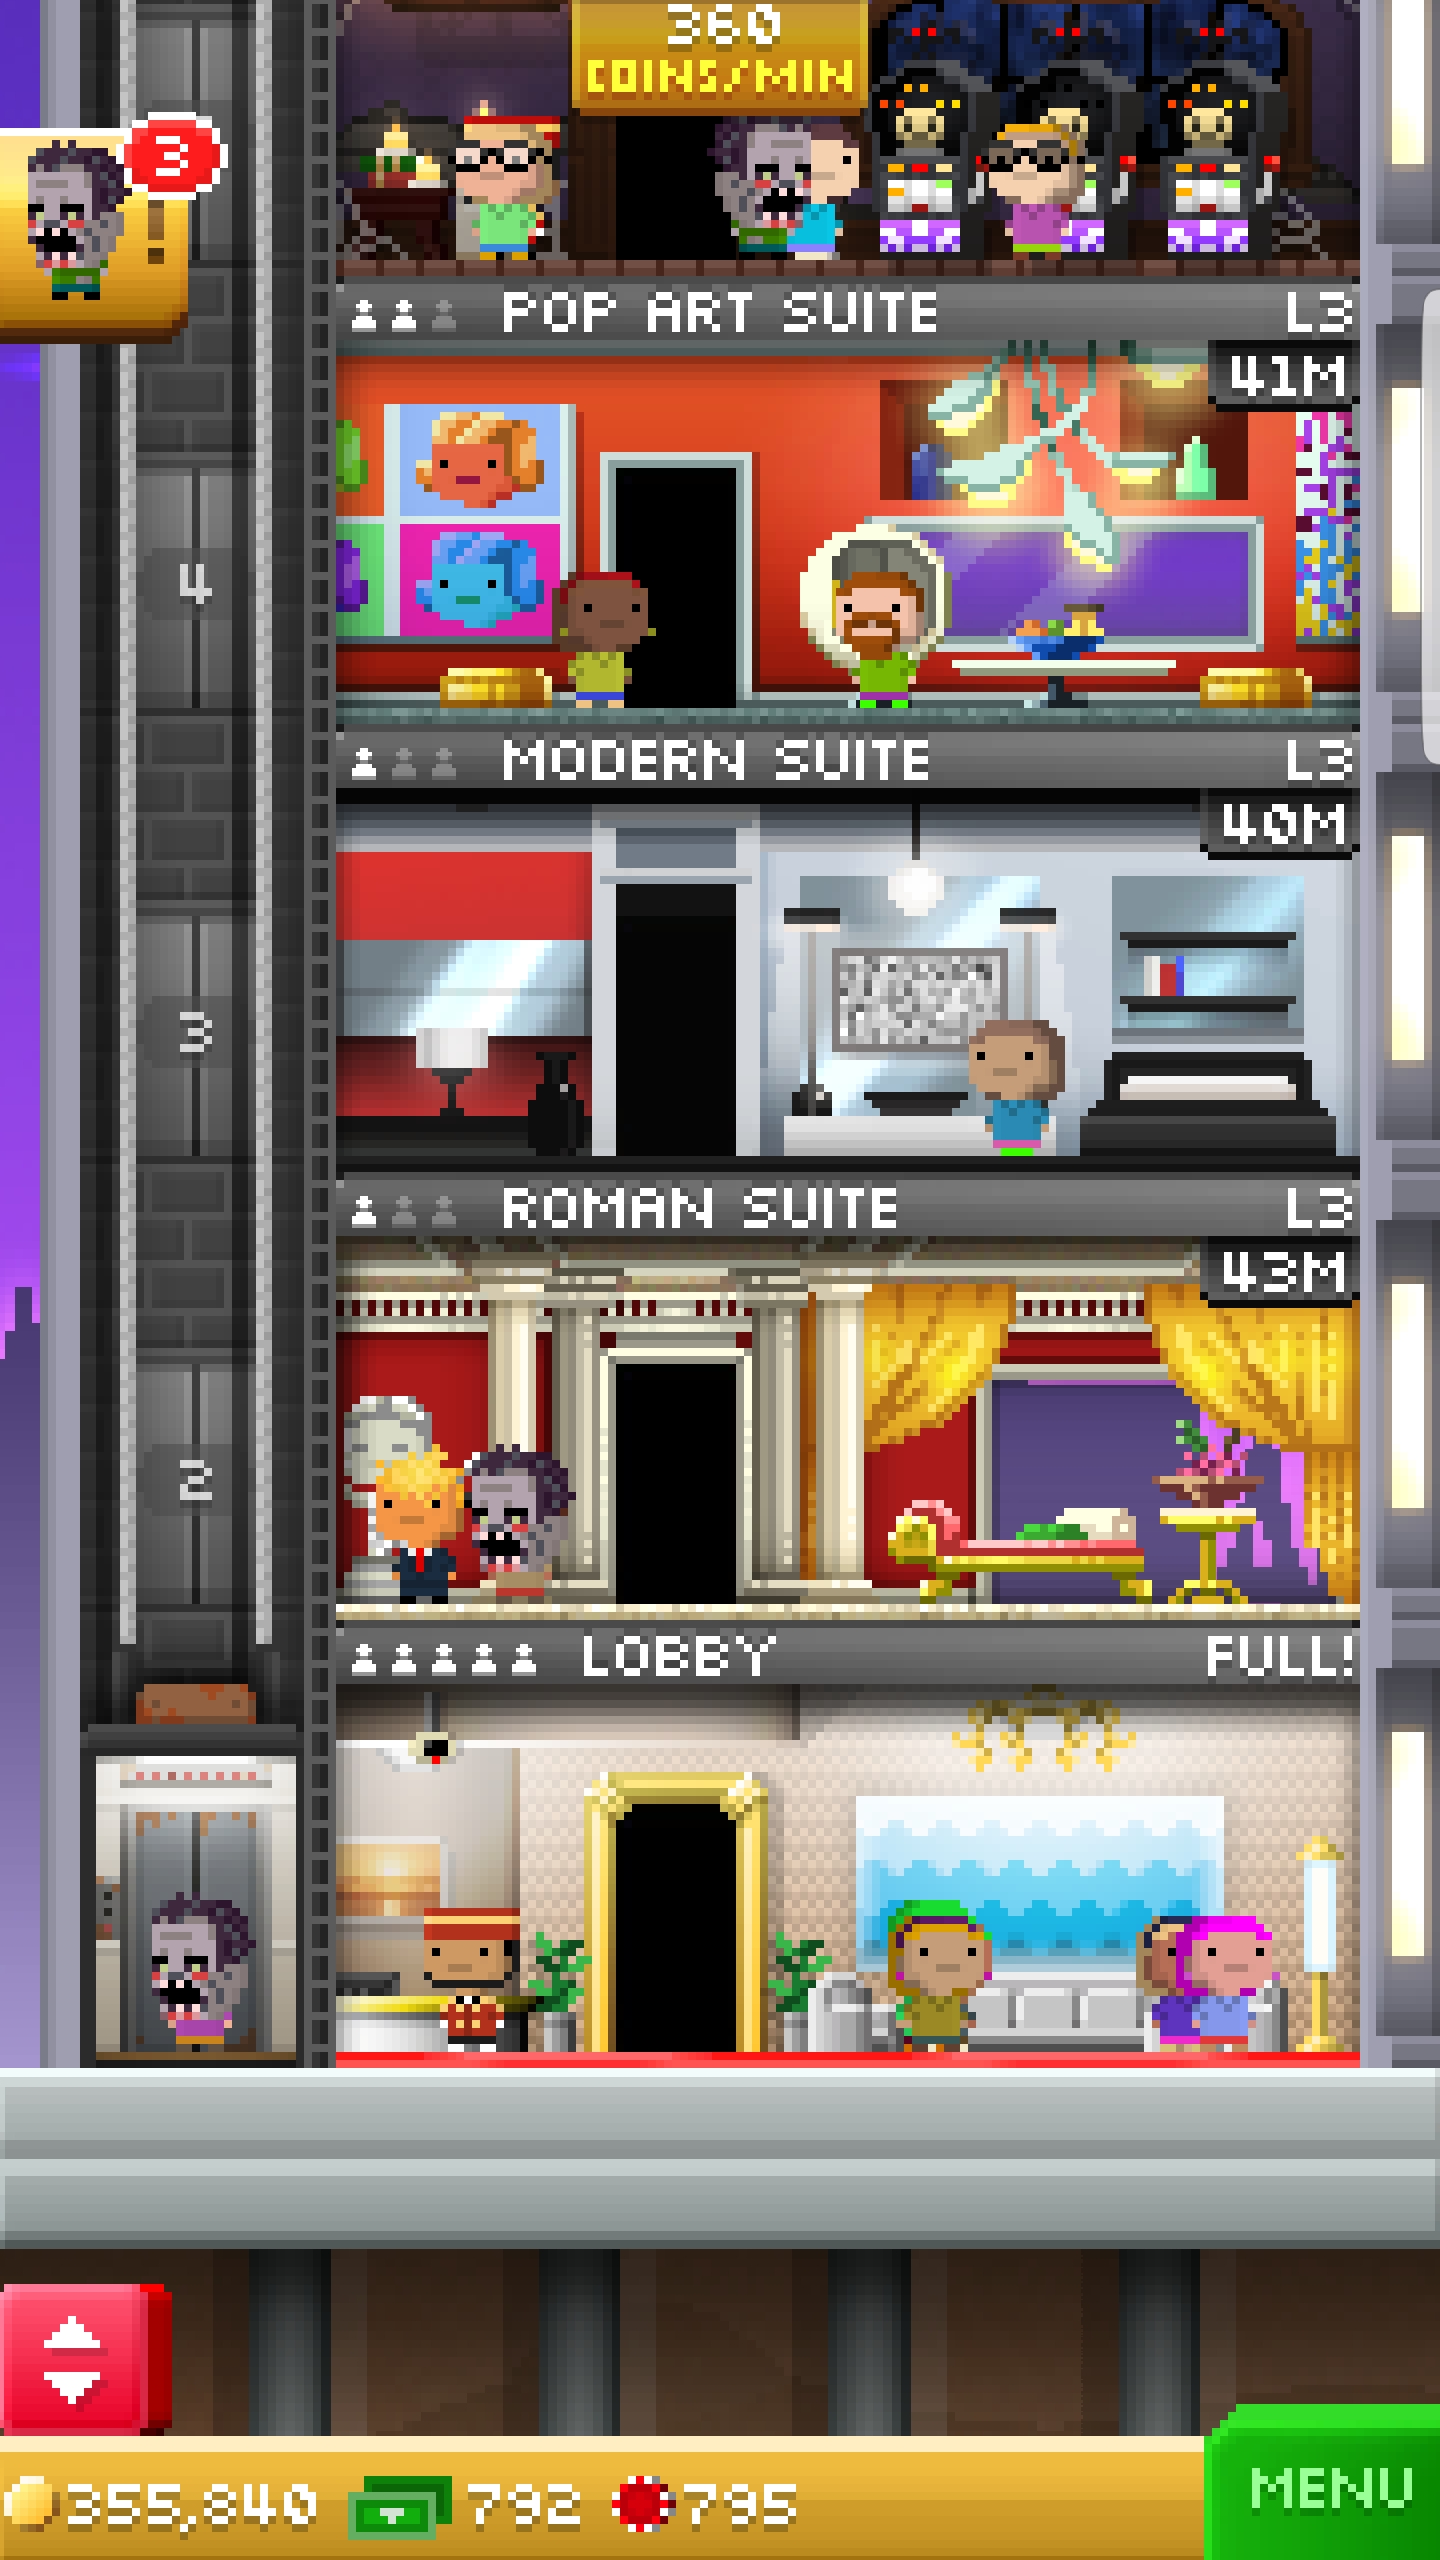 360
COINS/MIN
3
!
POP ART SUITE L3
41M
4
MODERN SUITE L3
40M
3
ROMAN SUITE L3
43M
2
LOBBY FULL!
355,840 792 795
MENU